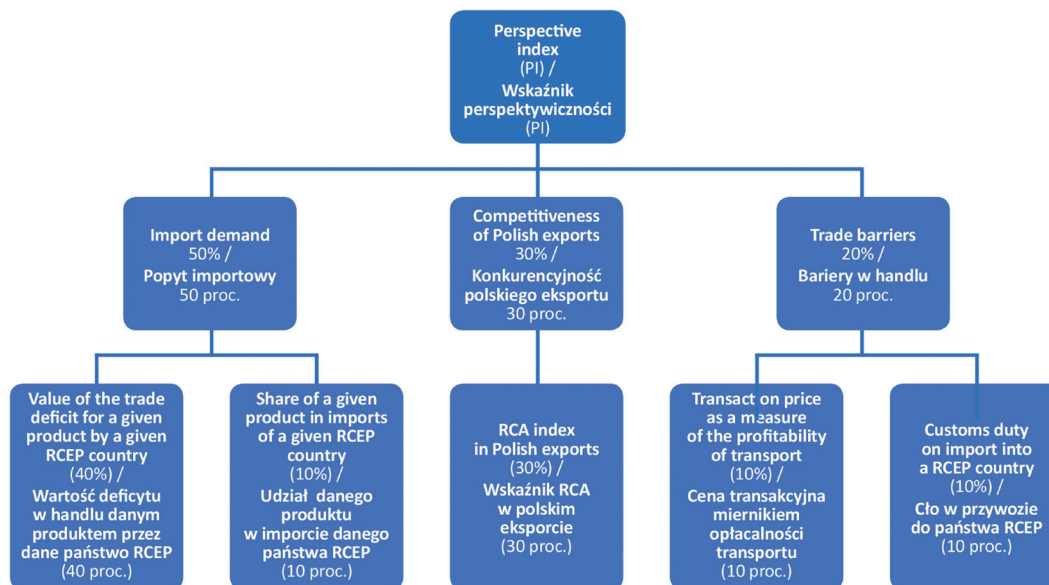 Perspective
index
(PI) /
Wskaźnik
perspektywiczności
(PI)
Import demand
50% /
Popyt importowy
50 proc.
Competitiveness
of Polish exports
30% /
Konkurencyjność
polskiego eksportu
30 proc.
Trade barriers
20% /
Bariery w handlu
20 proc.
Value of the trade
deficit for a given
product by a given
RCEP country
(40%) /
Wartość deficytu
w handlu danym
produktem przez
dane państwo RCEP
(40 proc.)
Share of a given
product in imports
of a given RCEP
country
(10%) /
Udział danego
produktu
w imporcie danego
państwa RCEP
(10 proc.)
RCA index
in Polish exports
(30%) /
Wskaźnik RCA
w polskim
eksporcie
(30 proc.)
Transact on price
as a measure
of the profitability
of transport
(10%) /
Cena transakcyjna
miernikiem
opłacalności
transportu
(10 proc.)
Customs duty
on import into
a RCEP country
(10%) /
Cło w przywozie
do państwa RCEP
(10 proc.)